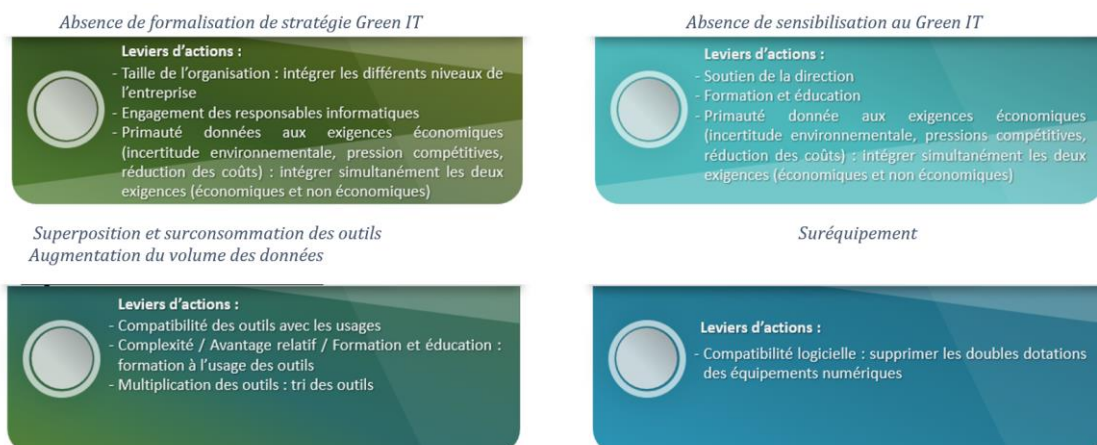 Absence de formalisation de stratégie Green IT
Leviers d'actions :
- Taille de l'organisation : intégrer les différents niveaux de
l'entreprise
- Engagement des responsables informatiques
- Primauté données aux exigences économiques
(incertitude environnementale, pression compétitives,
réduction des coûts) : intégrer simultanément les deux
exigences (économiques et non économiques)
Absence de sensibilisation au Green IT
Leviers d'actions :
- Soutien de la direction
- Formation et éducation
- Primauté donnée aux exigences économiques
(incertitude environnementale, pressions compétitives,
réduction des coûts) : intégrer simultanément les deux
exigences (économiques et non économiques)
Superposition et surconsommation des outils
Augmentation du volume des données
Leviers d'actions :
- Compatibilité des outils avec les usages
- Complexité / Avantage relatif / Formation et éducation :
formation à l'usage des outils
- Multiplication des outils : tri des outils
Suréquipement
Leviers d'actions :
- Compatibilité logicielle : supprimer les doubles dotations
des équipements numériques